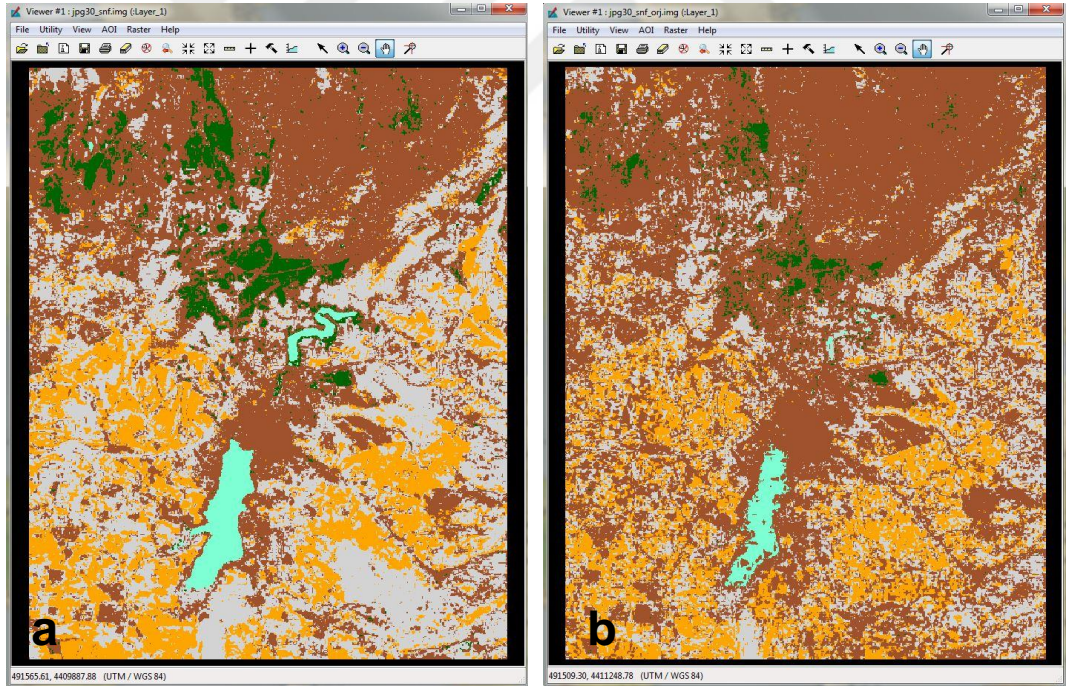 Viewer #1 : jpg30_snf.img (:Layer_1)
File Utility View AOI Raster Help
a
491565.61, 4409887.88 (UTM / WGS 84)
Viewer #1 : jpg30_snf_orj.img (:Layer_1)
File Utility View AOI Raster Help
b
491509.30, 4411248.78 (UTM / WGS 84)